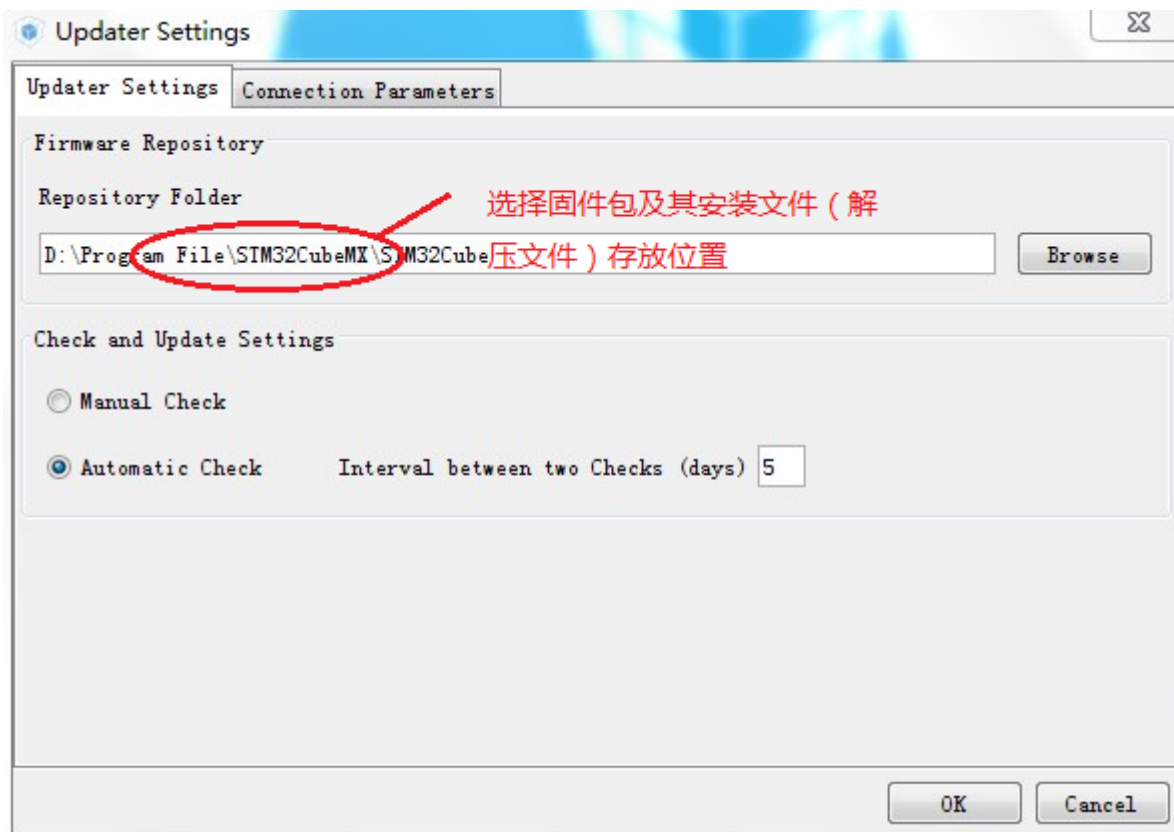 Updater Settings
Updater Settings Connection Parameters
Firmware Repository
Repository Folder
选择固件包及其安装文件（解
D:\Program File\STM32CubeMX\STM32Cube
压文件）存放位置
Browse
Check and Update Settings
Manual Check
Automatic Check Interval between two Checks (days) 5
OK Cancel